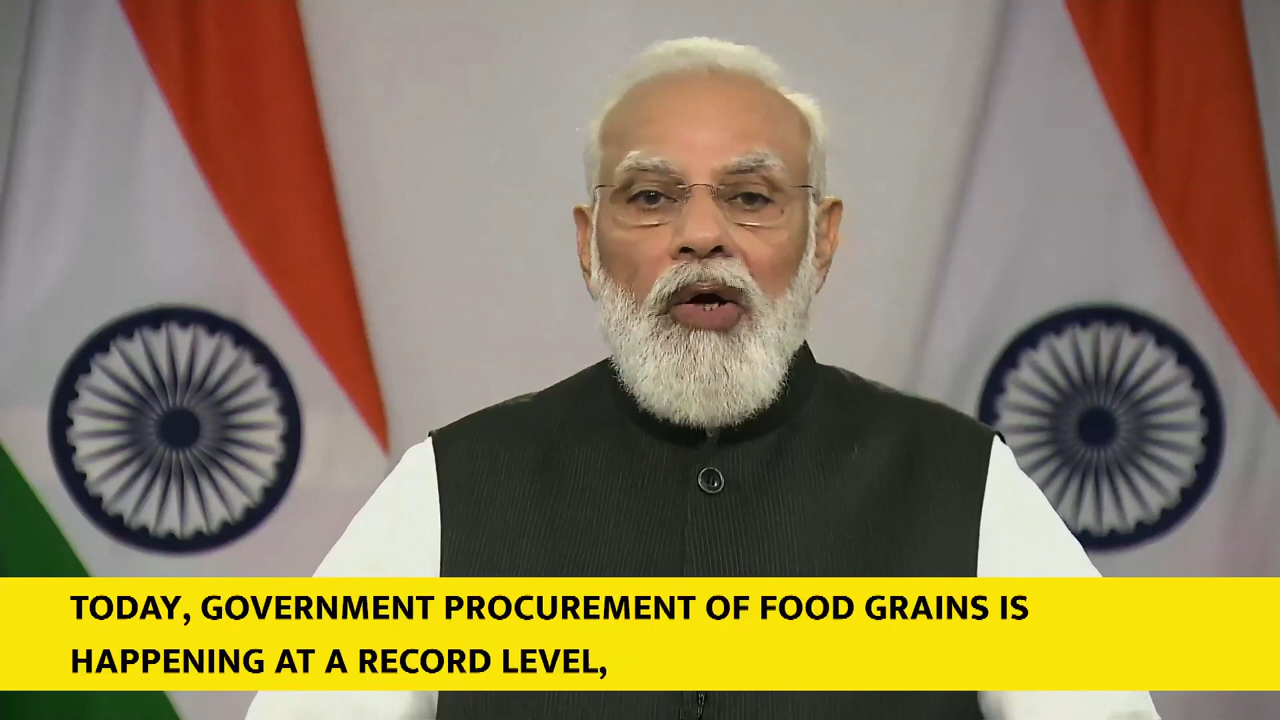 TODAY, GOVERNMENT PROCUREMENT OF FOOD GRAINS IS
HAPPENING AT A RECORD LEVEL,